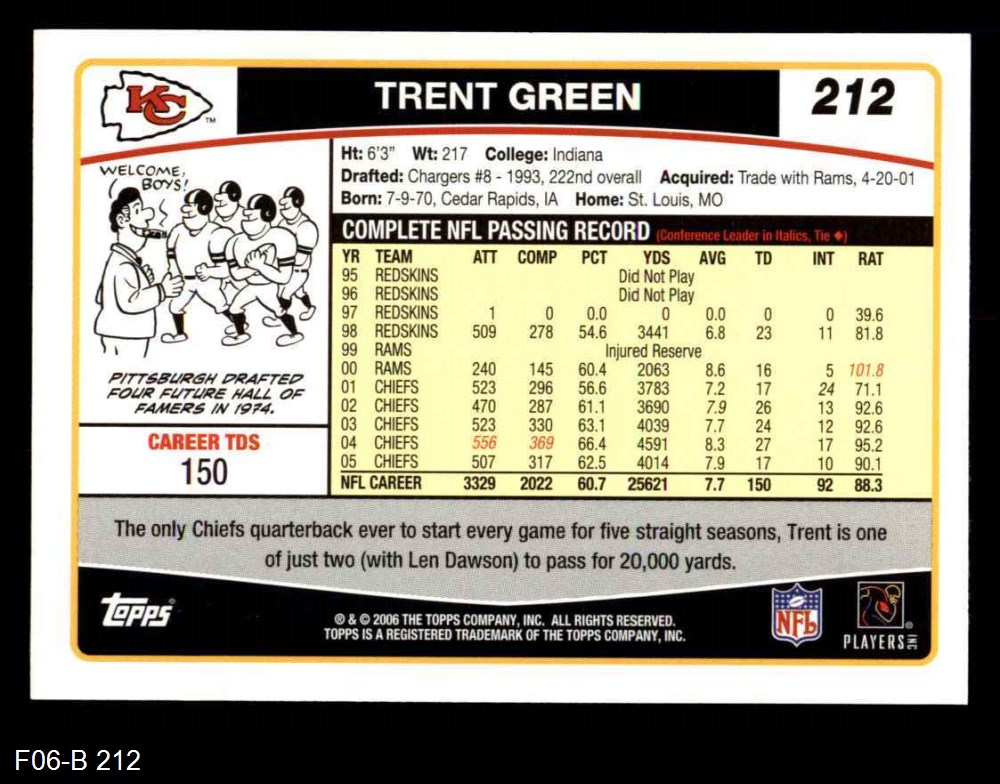 KC
TM
TRENT GREEN
212
WELCOME,
BOYS!
PITTSBURGH DRAFTED
FOUR FUTURE HALL OF
FAMERS IN 1974.
CAREER TDS
150
Ht: 6'3" Wt: 217 College: Indiana
Drafted: Chargers #8 - 1993, 222nd overall Acquired: Trade with Rams, 4-20-01
Born: 7-9-70, Cedar Rapids, IA Home: St. Louis, MO
COMPLETE NFL PASSING RECORD (Conference Leader in Italics, Tie ♦)
YR TEAM ATT COMP PCT YDS AVG TD INT RAT
95 REDSKINS Did Not Play
96 REDSKINS Did Not Play
97 REDSKINS 1 0 0.0 0 0.0 0 0 39.6
98 REDSKINS 509 278 54.6 3441 6.8 23 11 81.8
99 RAMS Injured Reserve
00 RAMS 240 145 60.4 2063 8.6 16 5 101.8
01 CHIEFS 523 296 56.6 3783 7.2 17 24 71.1
02 CHIEFS 470 287 61.1 3690 7.9 26 13 92.6
03 CHIEFS 523 330 63.1 4039 7.7 24 12 92.6
04 CHIEFS 556 369 66.4 4591 8.3 27 17 95.2
05 CHIEFS 507 317 62.5 4014 7.9 17 10 90.1
NFL CAREER 3329 2022 60.7 25621 7.7 150 92 88.3
The only Chiefs quarterback ever to start every game for five straight seasons, Trent is one
of just two (with Len Dawson) to pass for 20,000 yards.
Topps®
® & © 2006 THE TOPPS COMPANY, INC. ALL RIGHTS RESERVED.
TOPPS IS A REGISTERED TRADEMARK OF THE TOPPS COMPANY, INC.
NFL
®
PLAYERS INC
F06-B 212